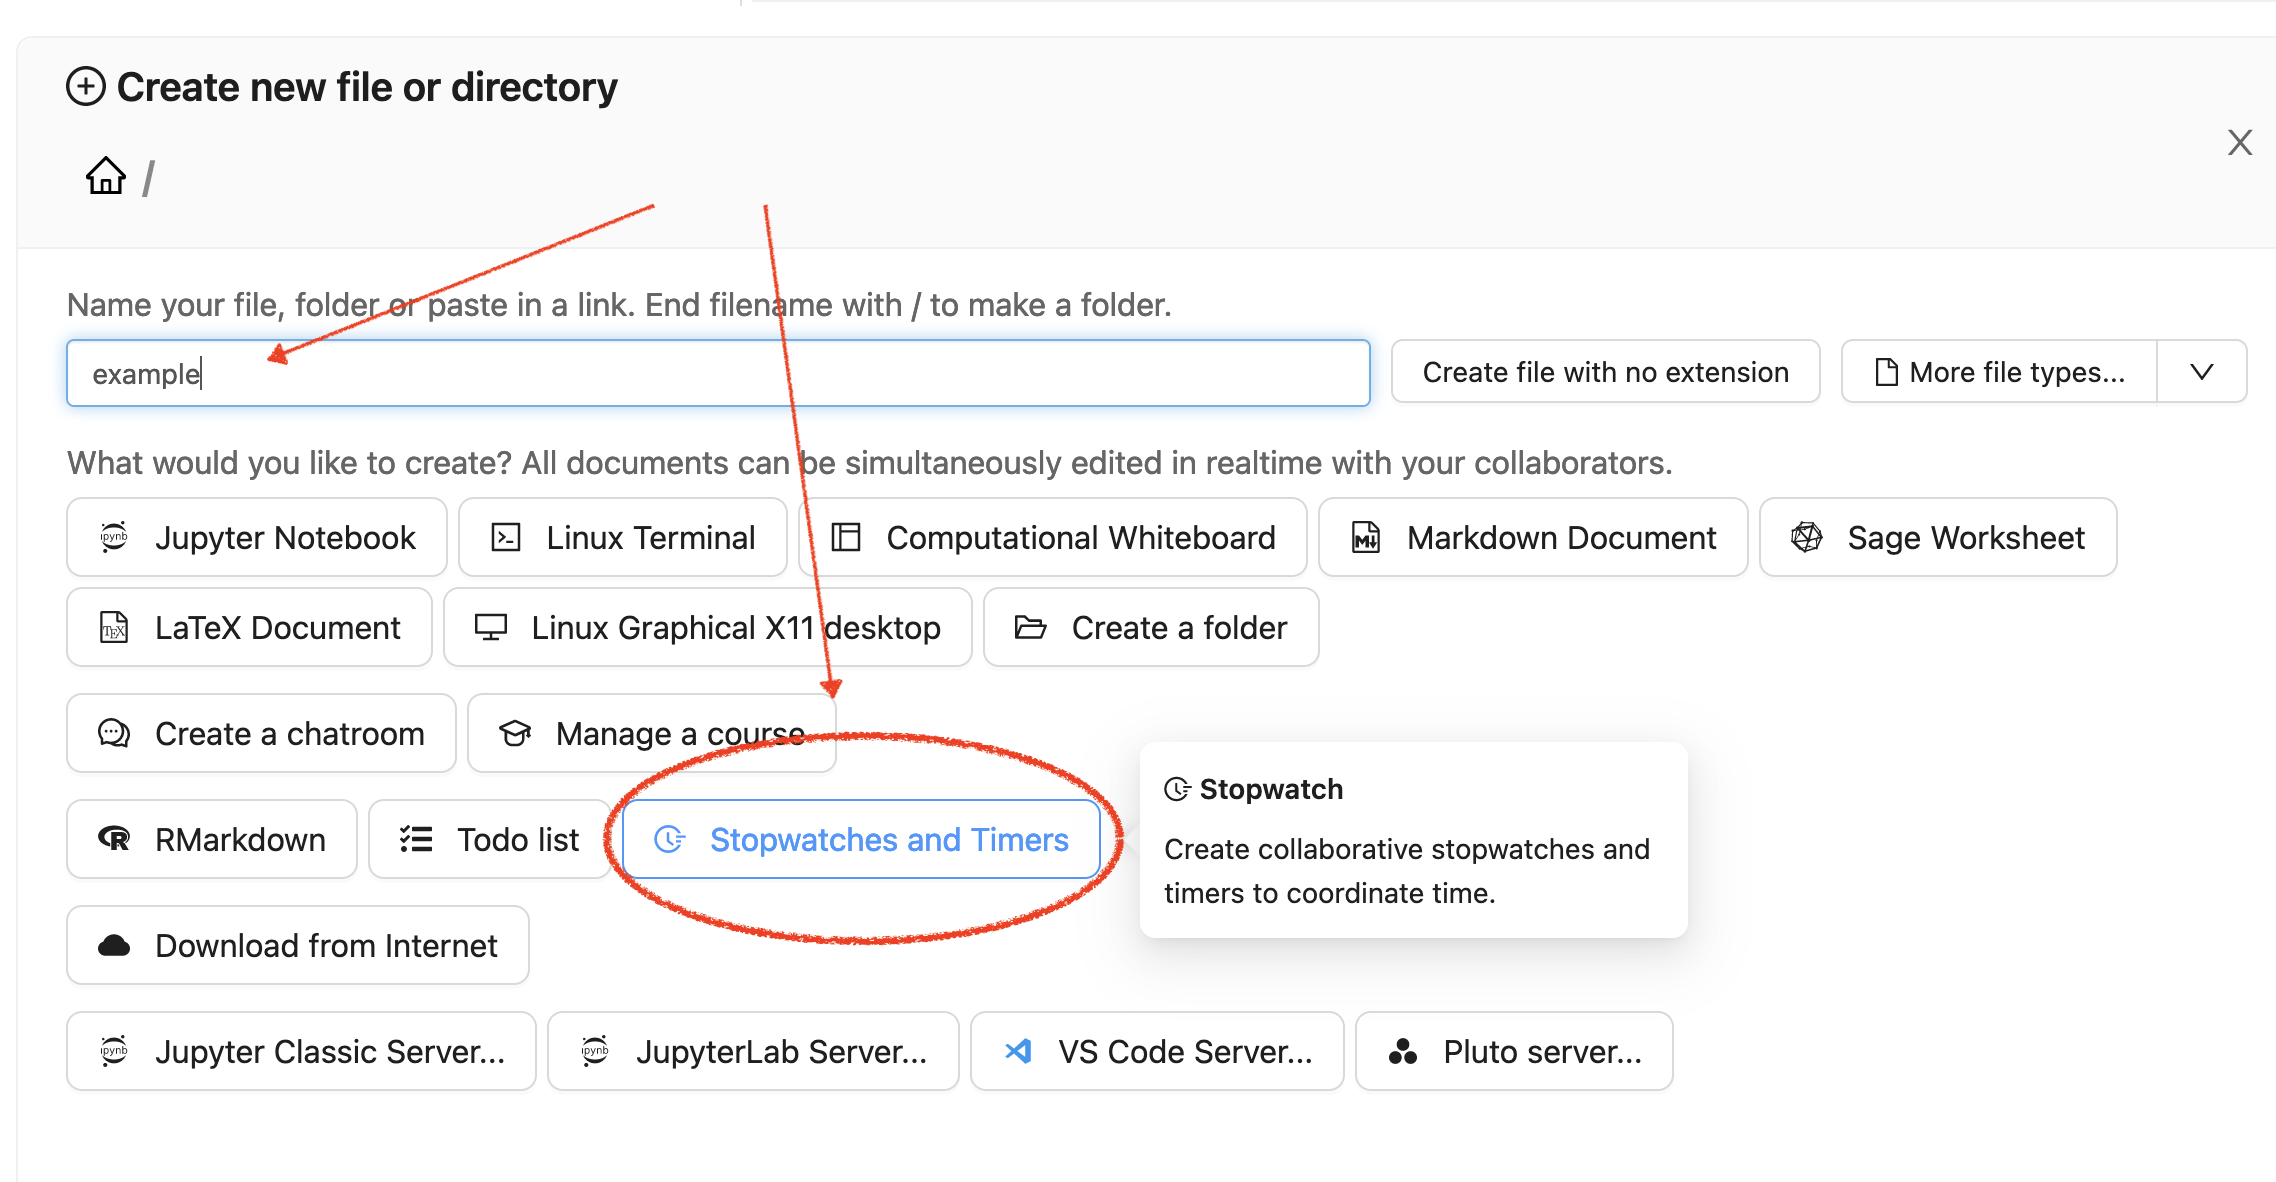 Create new file or directory
/
X
Name your file, folder or paste in a link. End filename with / to make a folder.
example
Create file with no extension
More file types...
What would you like to create? All documents can be simultaneously edited in realtime with your collaborators.
ipynb Jupyter Notebook
Linux Terminal
Computational Whiteboard
M Markdown Document
Sage Worksheet
TEX LaTeX Document
Linux Graphical X11 desktop
Create a folder
Create a chatroom
Manage a course
R RMarkdown
Todo list
Stopwatches and Timers
Stopwatch
Create collaborative stopwatches and
timers to coordinate time.
Download from Internet
ipynb Jupyter Classic Server...
ipynb JupyterLab Server...
VS Code Server...
Pluto server...